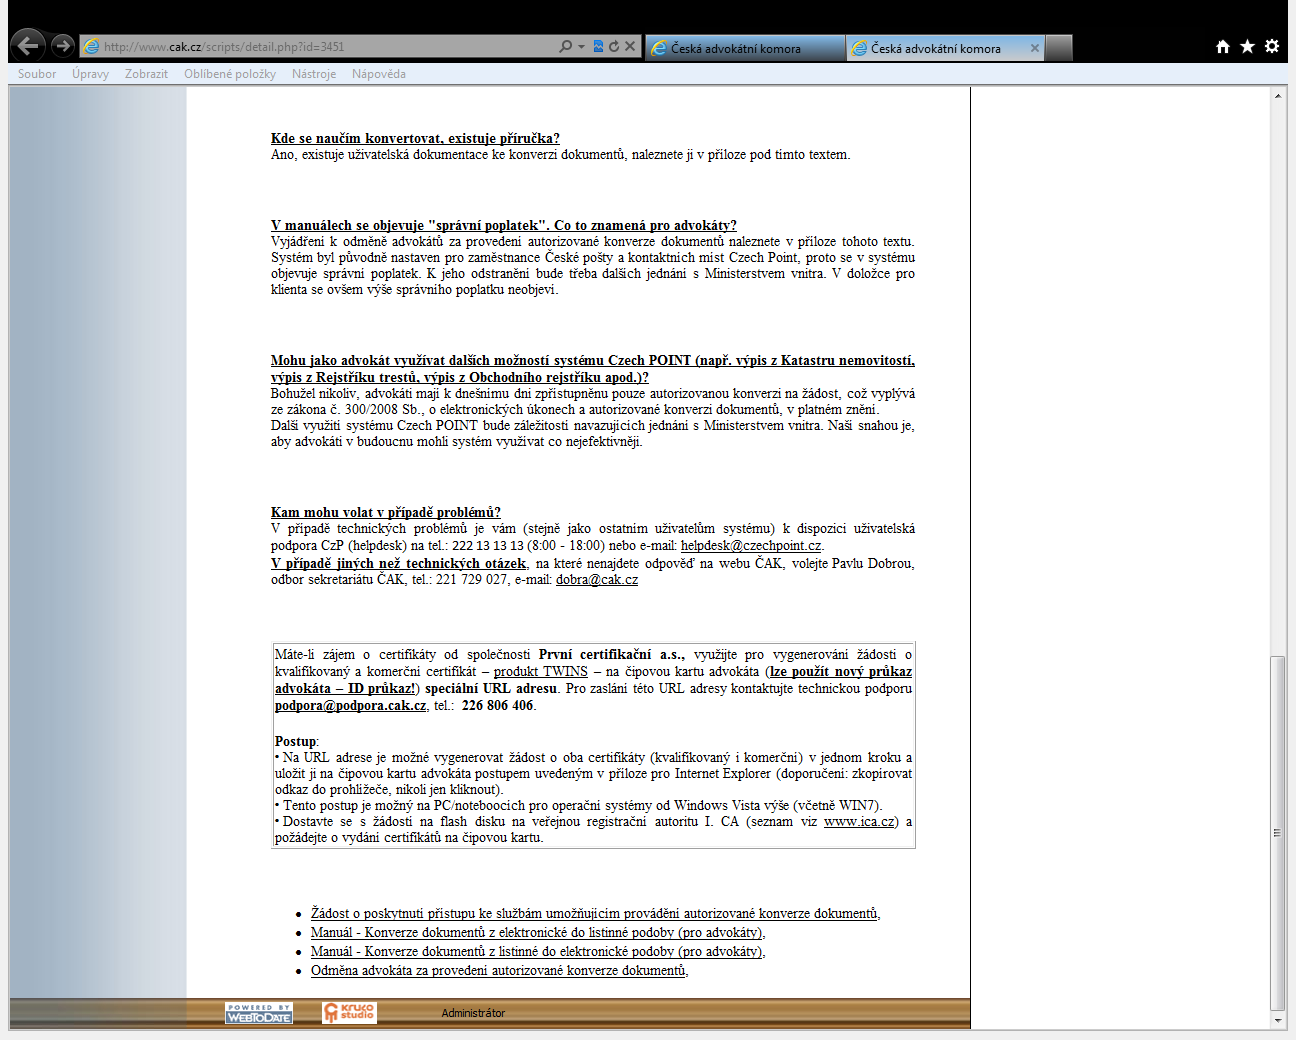 http://www.cak.cz/scripts/detail.php?id=3451
Česká advokátní komora
Česká advokátní komora
Soubor Úpravy Zobrazit Oblíbené položky Nástroje Nápověda
Kde se naučím konvertovat, existuje příručka?
Ano, existuje uživatelská dokumentace ke konverzi dokumentů, naleznete ji v příloze pod tímto textem.
V manuálech se objevuje "správní poplatek". Co to znamená pro advokáty?
Vyjádření k odměně advokátů za provedení autorizované konverze dokumentů naleznete v příloze tohoto textu.
Systém byl původně nastaven pro zaměstnance České pošty a kontaktních míst Czech Point, proto se v systému
objevuje správní poplatek. K jeho odstranění bude třeba dalších jednání s Ministerstvem vnitra. V doložce pro
klienta se ovšem výše správního poplatku neobjeví.
Mohu jako advokát využívat dalších možností systému Czech POINT (např. výpis z Katastru nemovitostí,
výpis z Rejstříku trestů, výpis z Obchodního rejstříku apod.)?
Bohužel nikoliv, advokáti mají k dnešnímu dni zpřístupněnu pouze autorizovanou konverzi na žádost, což vyplývá
ze zákona č. 300/2008 Sb., o elektronických úkonech a autorizované konverzi dokumentů, v platném znění.
Další využití systému Czech POINT bude záležitostí navazujících jednání s Ministerstvem vnitra. Naší snahou je,
aby advokáti v budoucnu mohli systém využívat co nejefektivněji.
Kam mohu volat v případě problémů?
V případě technických problémů je vám (stejně jako ostatním uživatelům systému) k dispozici uživatelská
podpora CzP (helpdesk) na tel.: 222 13 13 13 (8:00 - 18:00) nebo e-mail: helpdesk@czechpoint.cz.
V případě jiných než technických otázek, na které nenajdete odpověď na webu ČAK, volejte Pavlu Dobrou,
odbor sekretariátu ČAK, tel.: 221 729 027, e-mail: dobra@cak.cz
Máte-li zájem o certifikáty od společnosti První certifikační a.s., využijte pro vygenerování žádosti o
kvalifikovaný a komerční certifikát – produkt TWINS – na čipovou kartu advokáta (lze použít nový průkaz
advokáta – ID průkaz!) speciální URL adresu. Pro zaslání této URL adresy kontaktujte technickou podporu
podpora@podpora.cak.cz, tel.: 226 806 406.
Postup:
• Na URL adrese je možné vygenerovat žádost o oba certifikáty (kvalifikovaný i komerční) v jednom kroku a
uložit ji na čipovou kartu advokáta postupem uvedeným v příloze pro Internet Explorer (doporučení: zkopírovat
odkaz do prohlížeče, nikoli jen kliknout).
• Tento postup je možný na PC/noteboocích pro operační systémy od Windows Vista výše (včetně WIN7).
• Dostavte se s žádostí na flash disku na veřejnou registrační autoritu I. CA (seznam viz www.ica.cz) a
požádejte o vydání certifikátů na čipovou kartu.
• Žádost o poskytnutí přístupu ke službám umožňujícím provádění autorizované konverze dokumentů,
• Manuál - Konverze dokumentů z elektronické do listinné podoby (pro advokáty),
• Manuál - Konverze dokumentů z listinné do elektronické podoby (pro advokáty),
• Odměna advokáta za provedení autorizované konverze dokumentů,
POWERED BY
WEBTODATE
KRUCO
studio
Administrátor